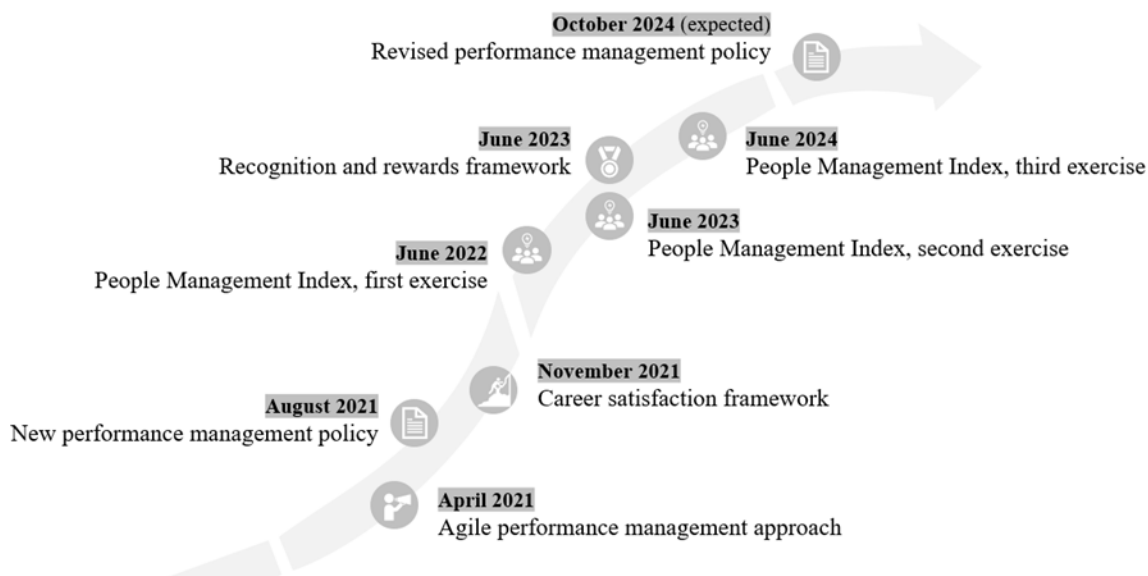 October 2024 (expected)
Revised performance management policy
June 2023
Recognition and rewards framework
June 2024
People Management Index, third exercise
June 2023
People Management Index, second exercise
June 2022
People Management Index, first exercise
November 2021
Career satisfaction framework
August 2021
New performance management policy
April 2021
Agile performance management approach